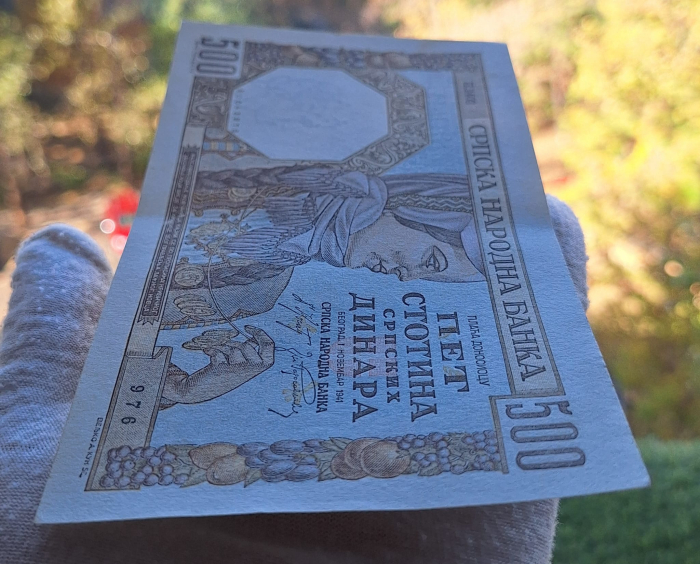 500
СРПСКА НАРОДНА БАНКА
500
ПЛАЋА ДОНОСИОЦУ
ПЕТ
СТОТИНА
СРПСКИХ
ДИНАРА
БЕОГРАД 1 НОВЕМБАР 1941
СРПСКА НАРОДНА БАНКА
976